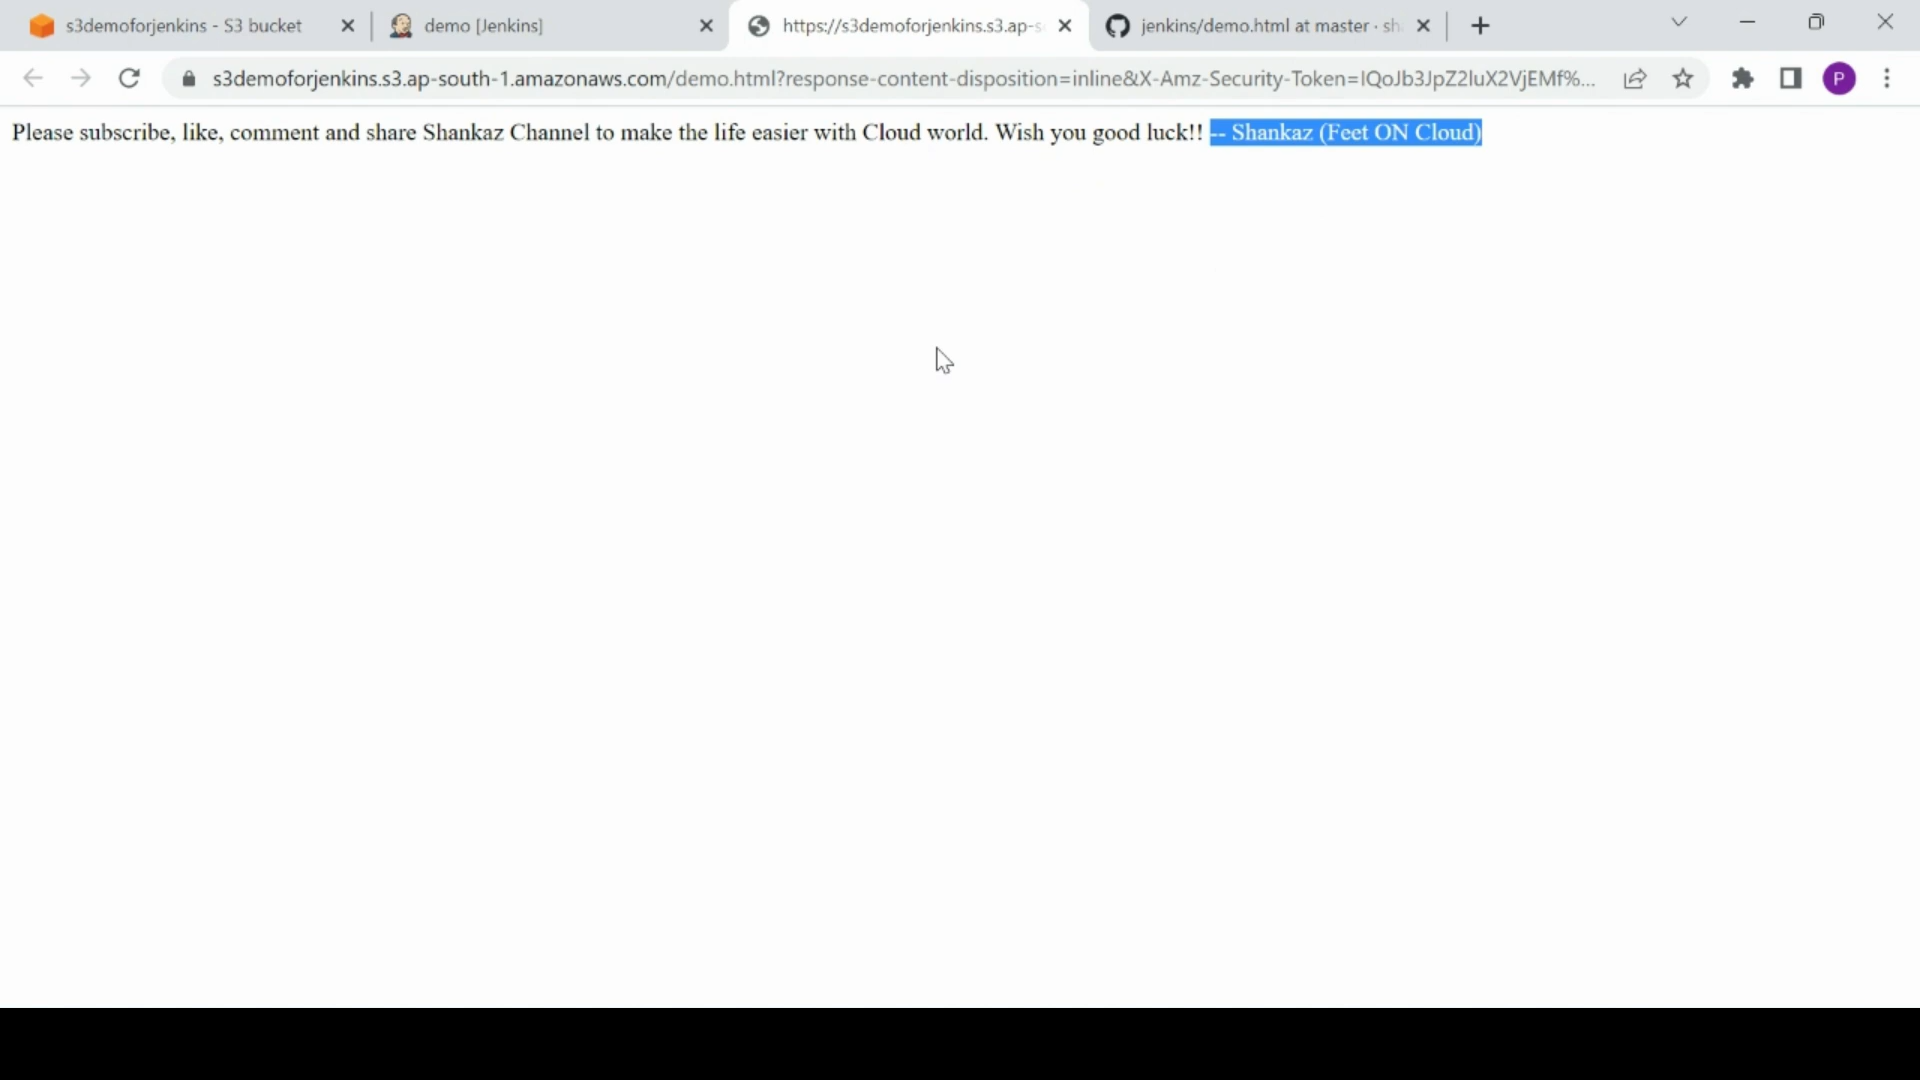 s3demoforjenkins - S3 bucket
demo [Jenkins]
https://s3demoforjenkins.s3.ap-s
jenkins/demo.html at master · sh
s3demoforjenkins.s3.ap-south-1.amazonaws.com/demo.html?response-content-disposition=inline&X-Amz-Security-Token=IQoJb3JpZ2luX2VjEMf%...
P
Please subscribe, like, comment and share Shankaz Channel to make the life easier with Cloud world. Wish you good luck!! -- Shankaz (Feet ON Cloud)